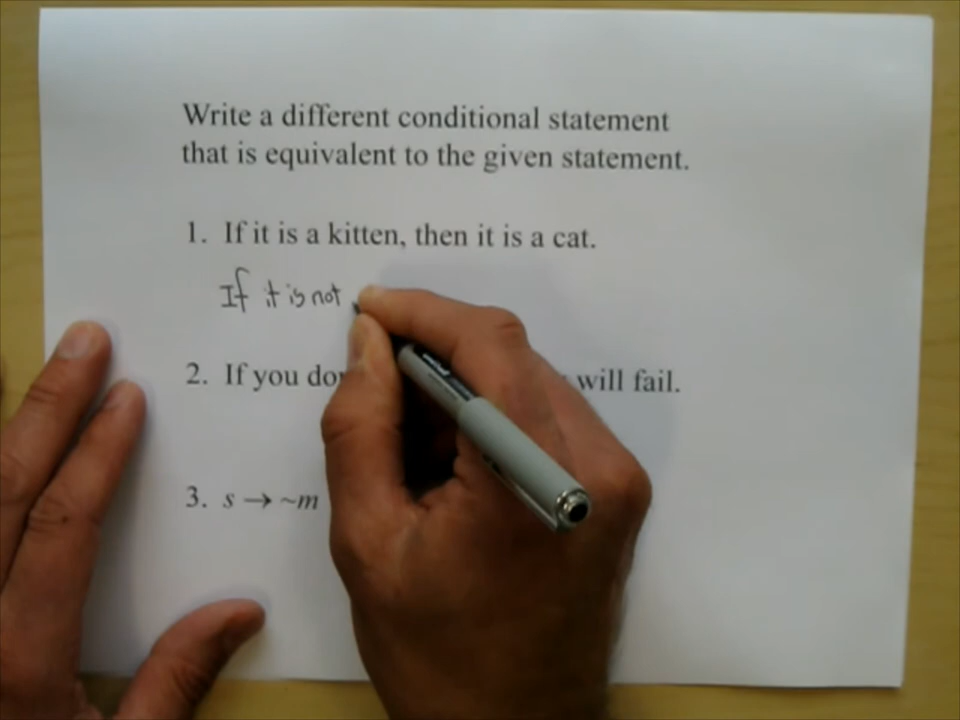 Write a different conditional statement
that is equivalent to the given statement.
1. If it is a kitten, then it is a cat.
If it is not
2. If you will fail.
3. s → ~m